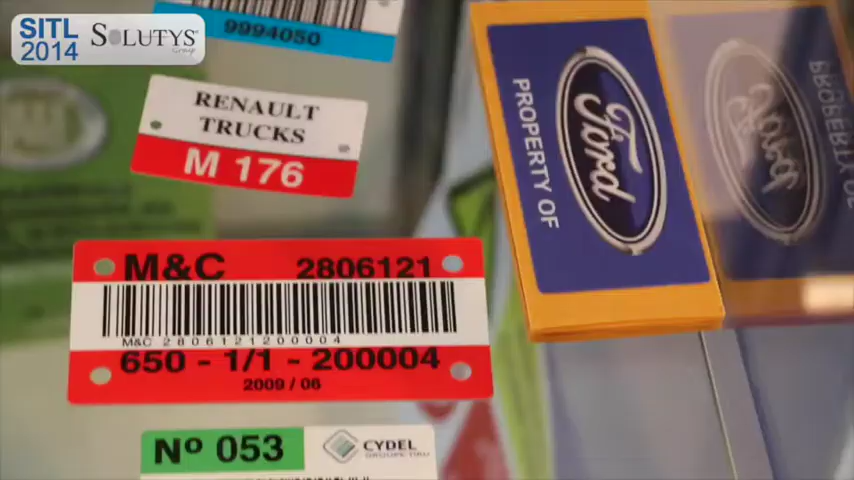 SITL
2014
SOLUTYS
Group
9994050
RENAULT
TRUCKS
M 176
PROPERTY OF
Ford
M&C 2806121
M&C 2806121200004
650 - 1/1 - 200004
2009 / 06
Nº 053
CYDEL